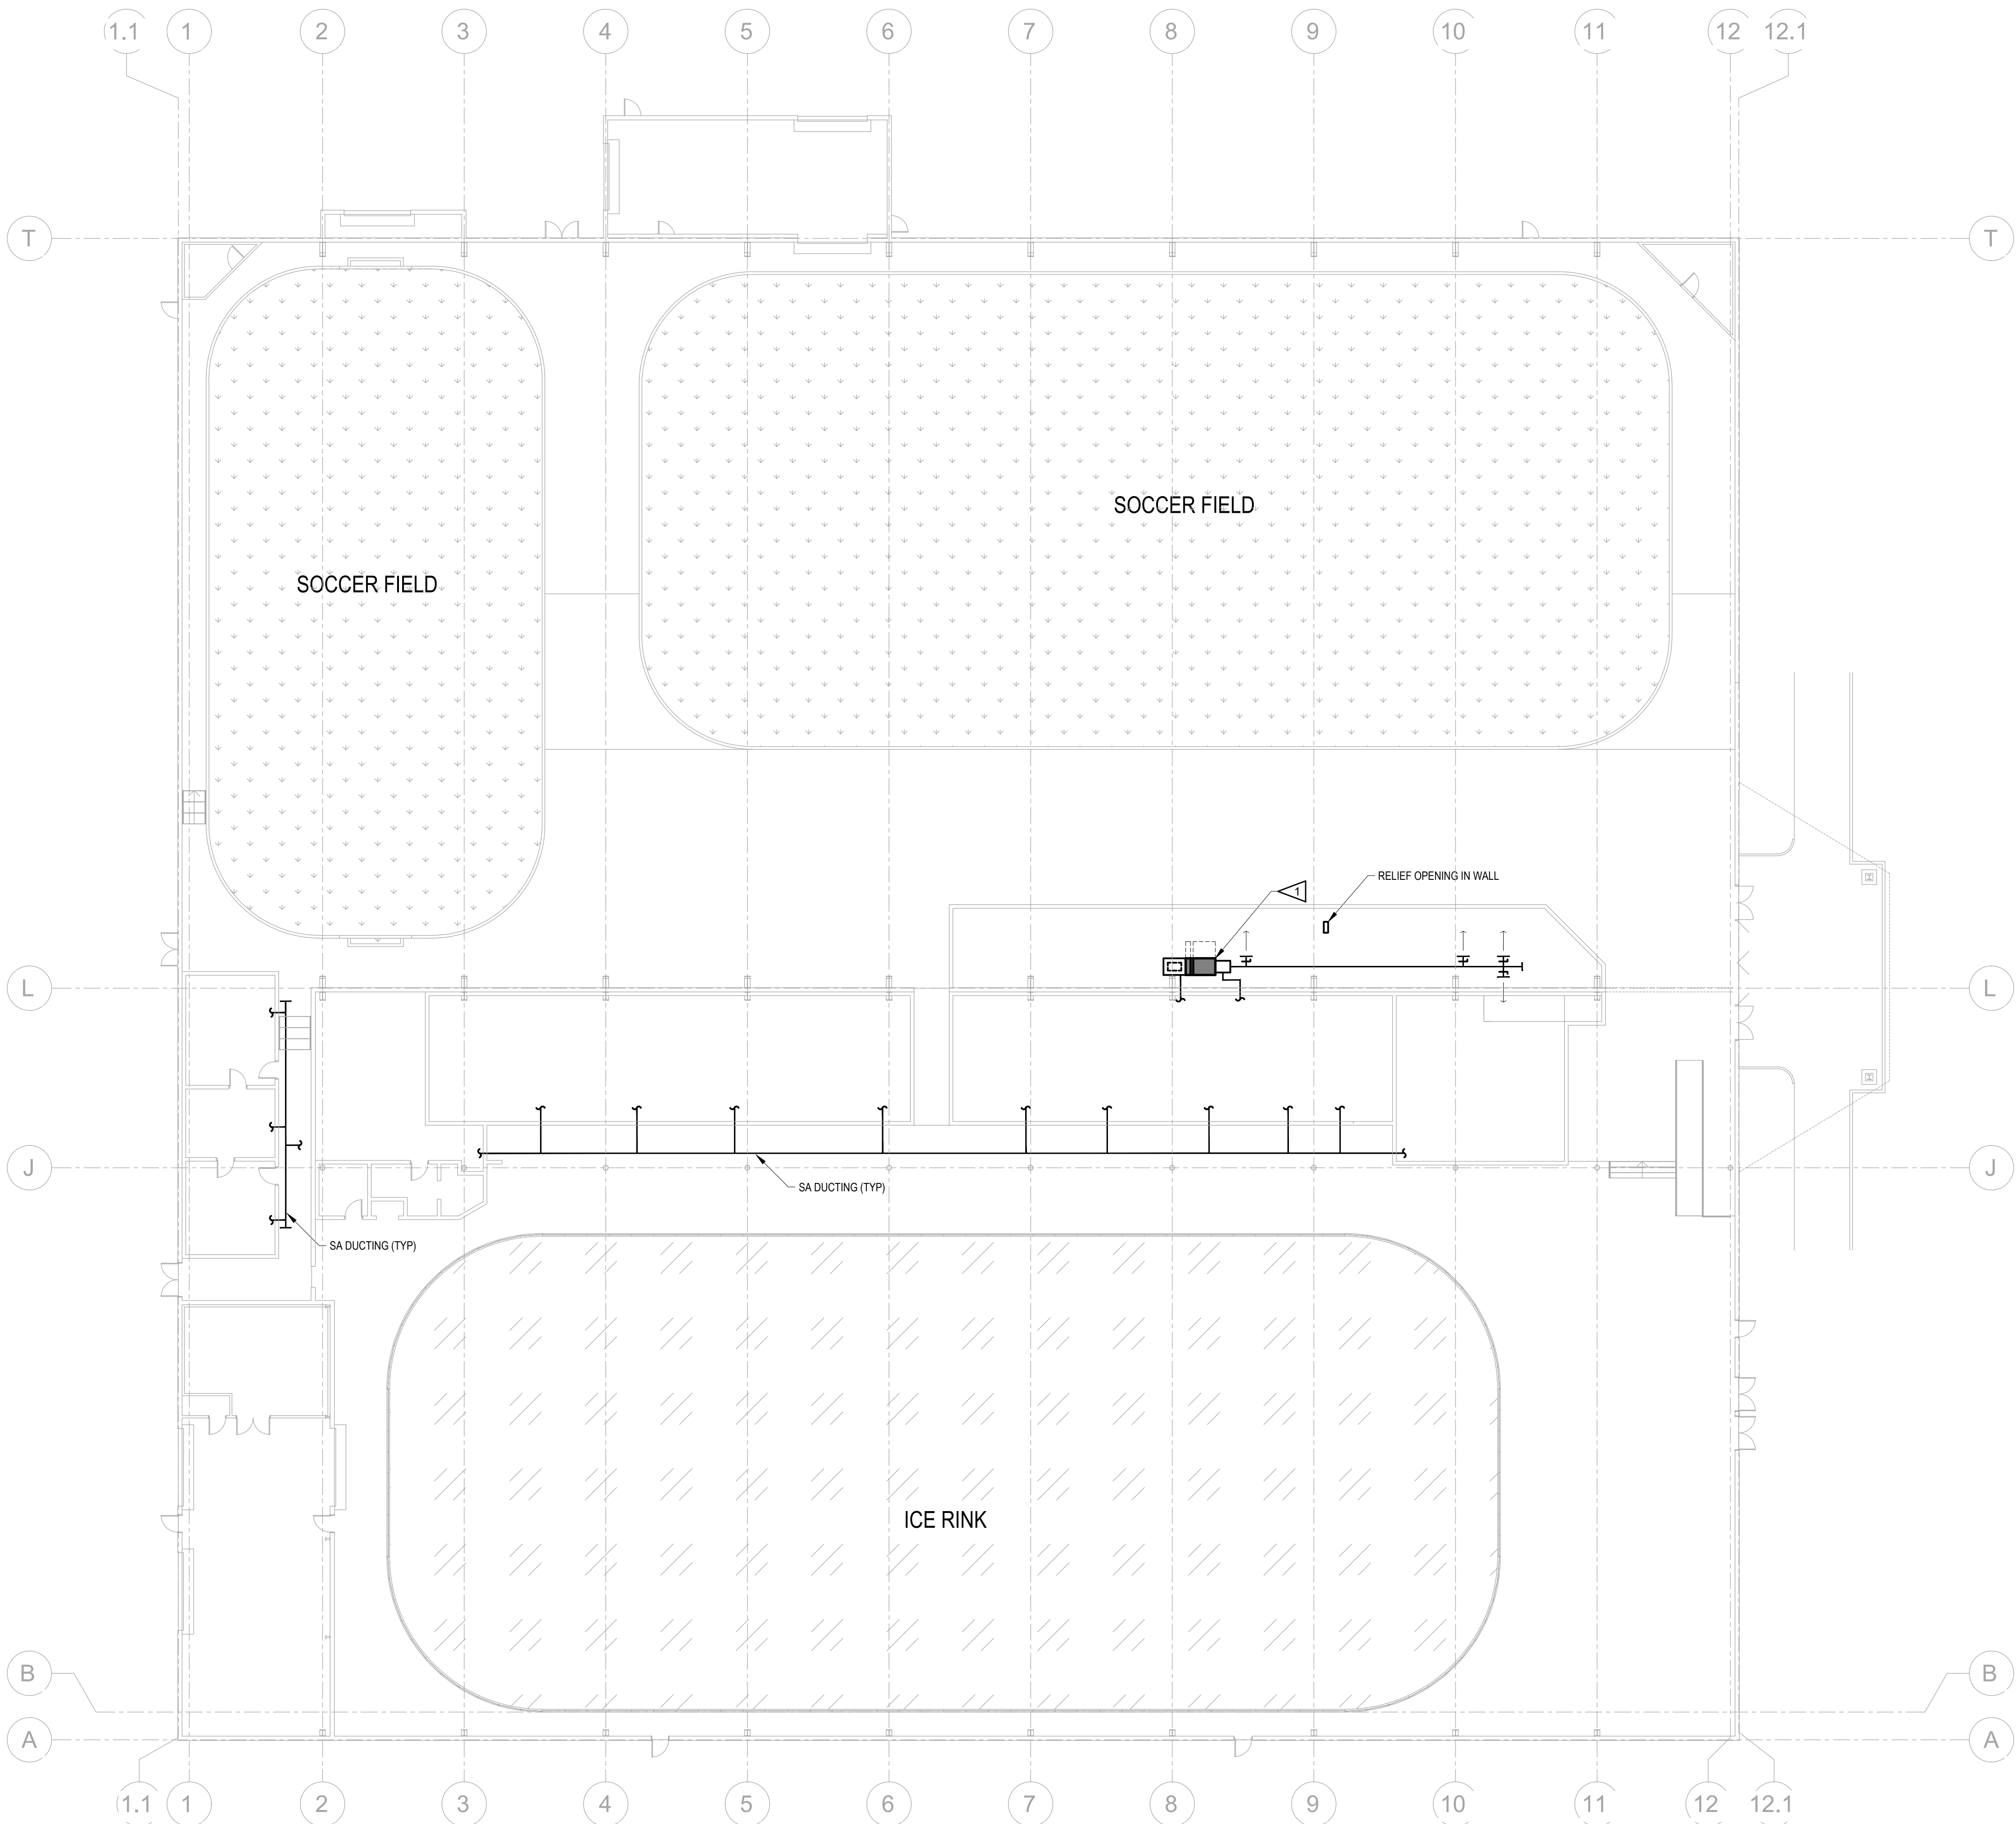 1.1 1 2 3 4 5 6 7 8 9 10 11 12 12.1
T T
SOCCER FIELD
SOCCER FIELD
RELIEF OPENING IN WALL
1
L L
J J
SA DUCTING (TYP)
SA DUCTING (TYP)
ICE RINK
B B
A A
1.1 1 2 3 4 5 6 7 8 9 10 11 12 12.1